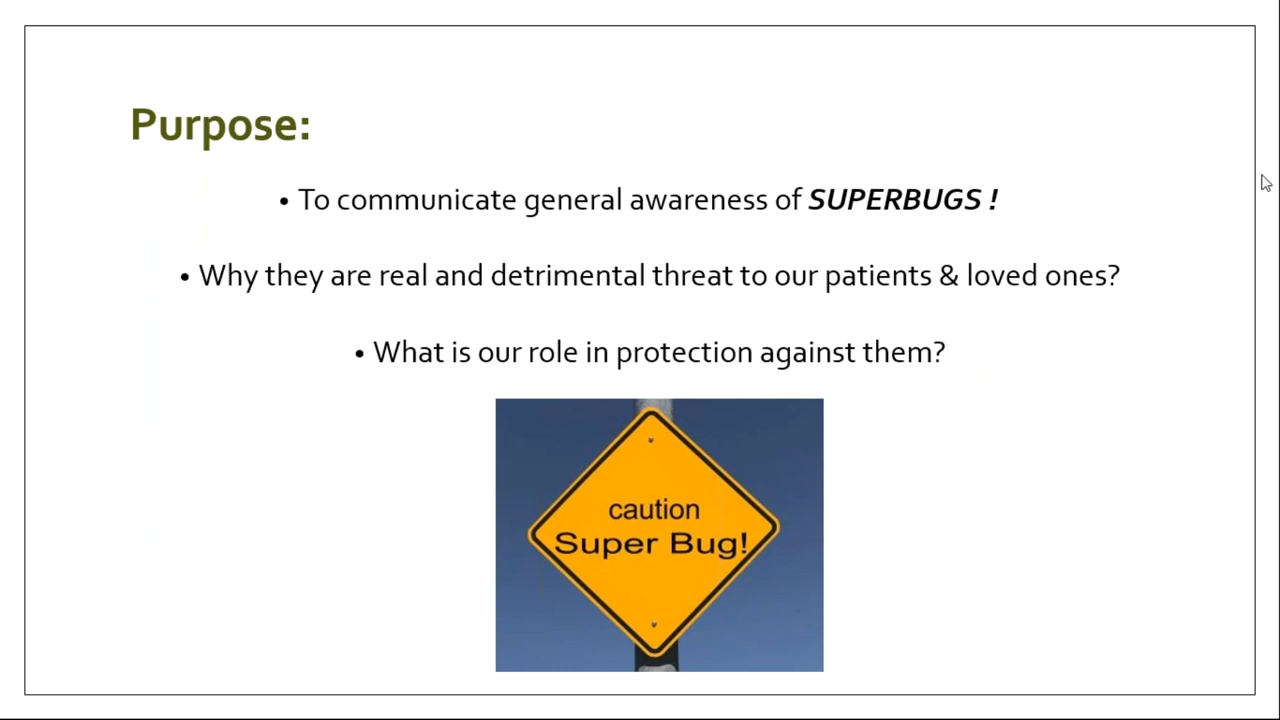 Purpose:
• To communicate general awareness of SUPERBUGS !
• Why they are real and detrimental threat to our patients & loved ones?
• What is our role in protection against them?
caution
Super Bug!